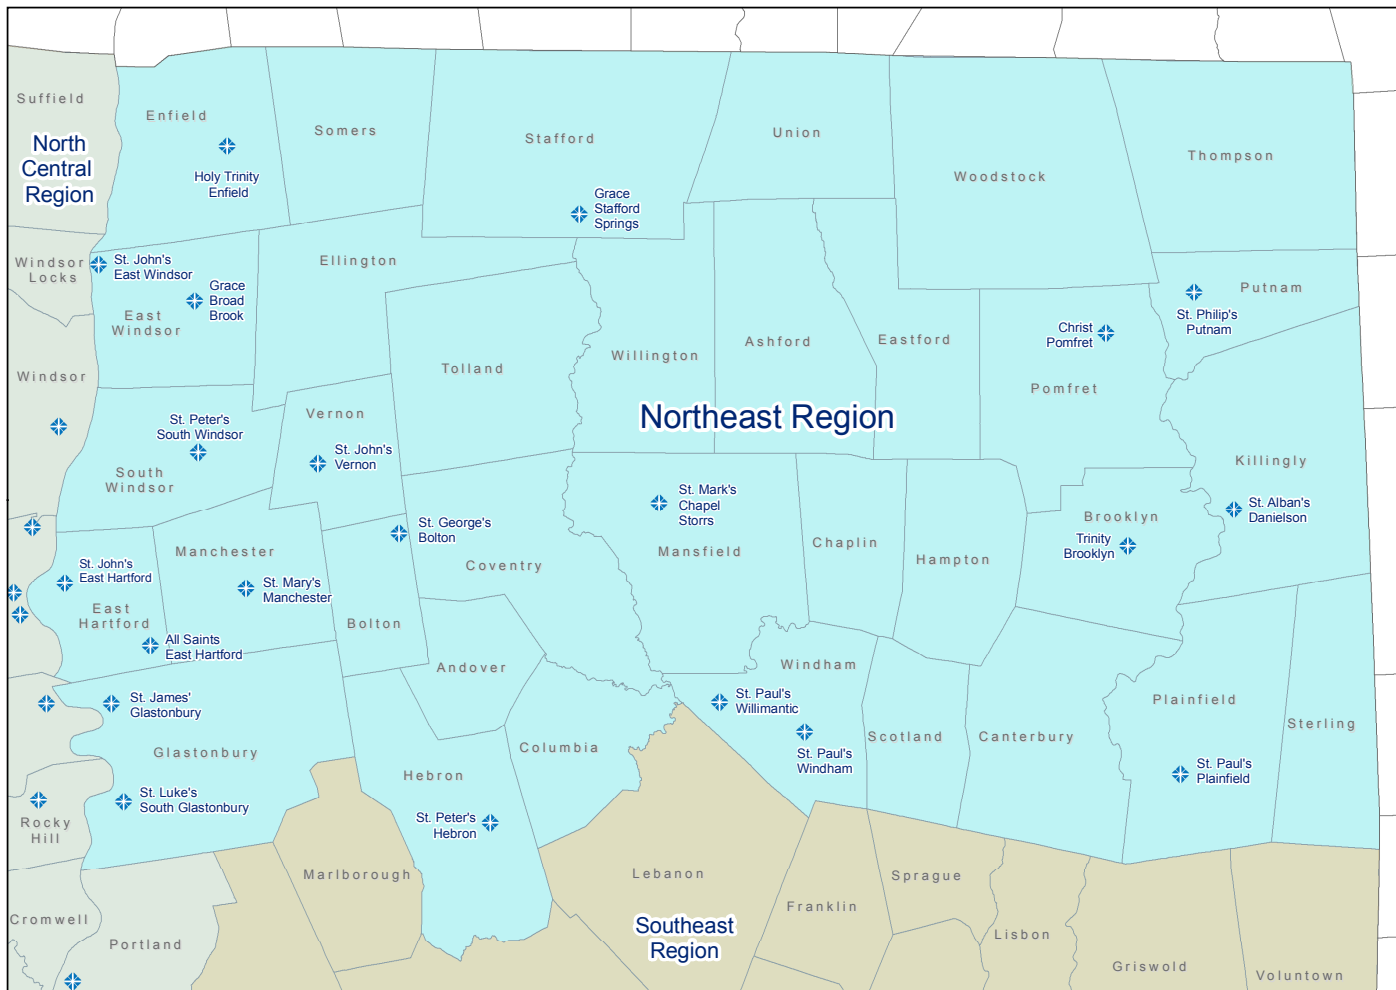 Suffield
Enfield
Somers
Stafford
Union
Woodstock
Thompson
North
Central
Region
Holy Trinity
Enfield
Grace
Stafford
Springs
Windsor
Locks
St. John's
East Windsor
Ellington
Grace
Broad
Brook
East
Windsor
Putnam
St. Philip's
Putnam
Christ
Pomfret
Windsor
Tolland
Willington
Ashford
Eastford
Pomfret
Northeast Region
Vernon
St. Peter's
South Windsor
St. John's
Vernon
South
Windsor
Killingly
St. Mark's
Chapel
Storrs
St. Alban's
Danielson
Brooklyn
Trinity
Brooklyn
St. George's
Bolton
Manchester
Mansfield
Chaplin
Hampton
Coventry
St. John's
East Hartford
St. Mary's
Manchester
East
Hartford
Bolton
All Saints
East Hartford
Andover
Windham
St. James'
Glastonbury
St. Paul's
Willimantic
Plainfield
Sterling
Glastonbury
Columbia
St. Paul's
Windham
Scotland
Canterbury
Hebron
St. Paul's
Plainfield
St. Luke's
South Glastonbury
St. Peter's
Hebron
Rocky
Hill
Marlborough
Lebanon
Sprague
Franklin
Cromwell
Portland
Southeast
Region
Lisbon
Griswold
Voluntown